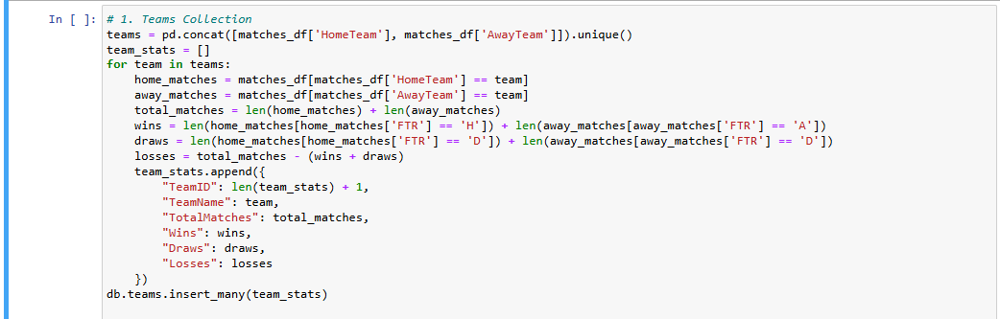 In [ ]: # 1. Teams Collection
teams = pd.concat([matches_df['HomeTeam'], matches_df['AwayTeam']]).unique()
team_stats = []
for team in teams:
    home_matches = matches_df[matches_df['HomeTeam'] == team]
    away_matches = matches_df[matches_df['AwayTeam'] == team]
    total_matches = len(home_matches) + len(away_matches)
    wins = len(home_matches[home_matches['FTR'] == 'H']) + len(away_matches[away_matches['FTR'] == 'A'])
    draws = len(home_matches[home_matches['FTR'] == 'D']) + len(away_matches[away_matches['FTR'] == 'D'])
    losses = total_matches - (wins + draws)
    team_stats.append({
        "TeamID": len(team_stats) + 1,
        "TeamName": team,
        "TotalMatches": total_matches,
        "Wins": wins,
        "Draws": draws,
        "Losses": losses
    })
db.teams.insert_many(team_stats)